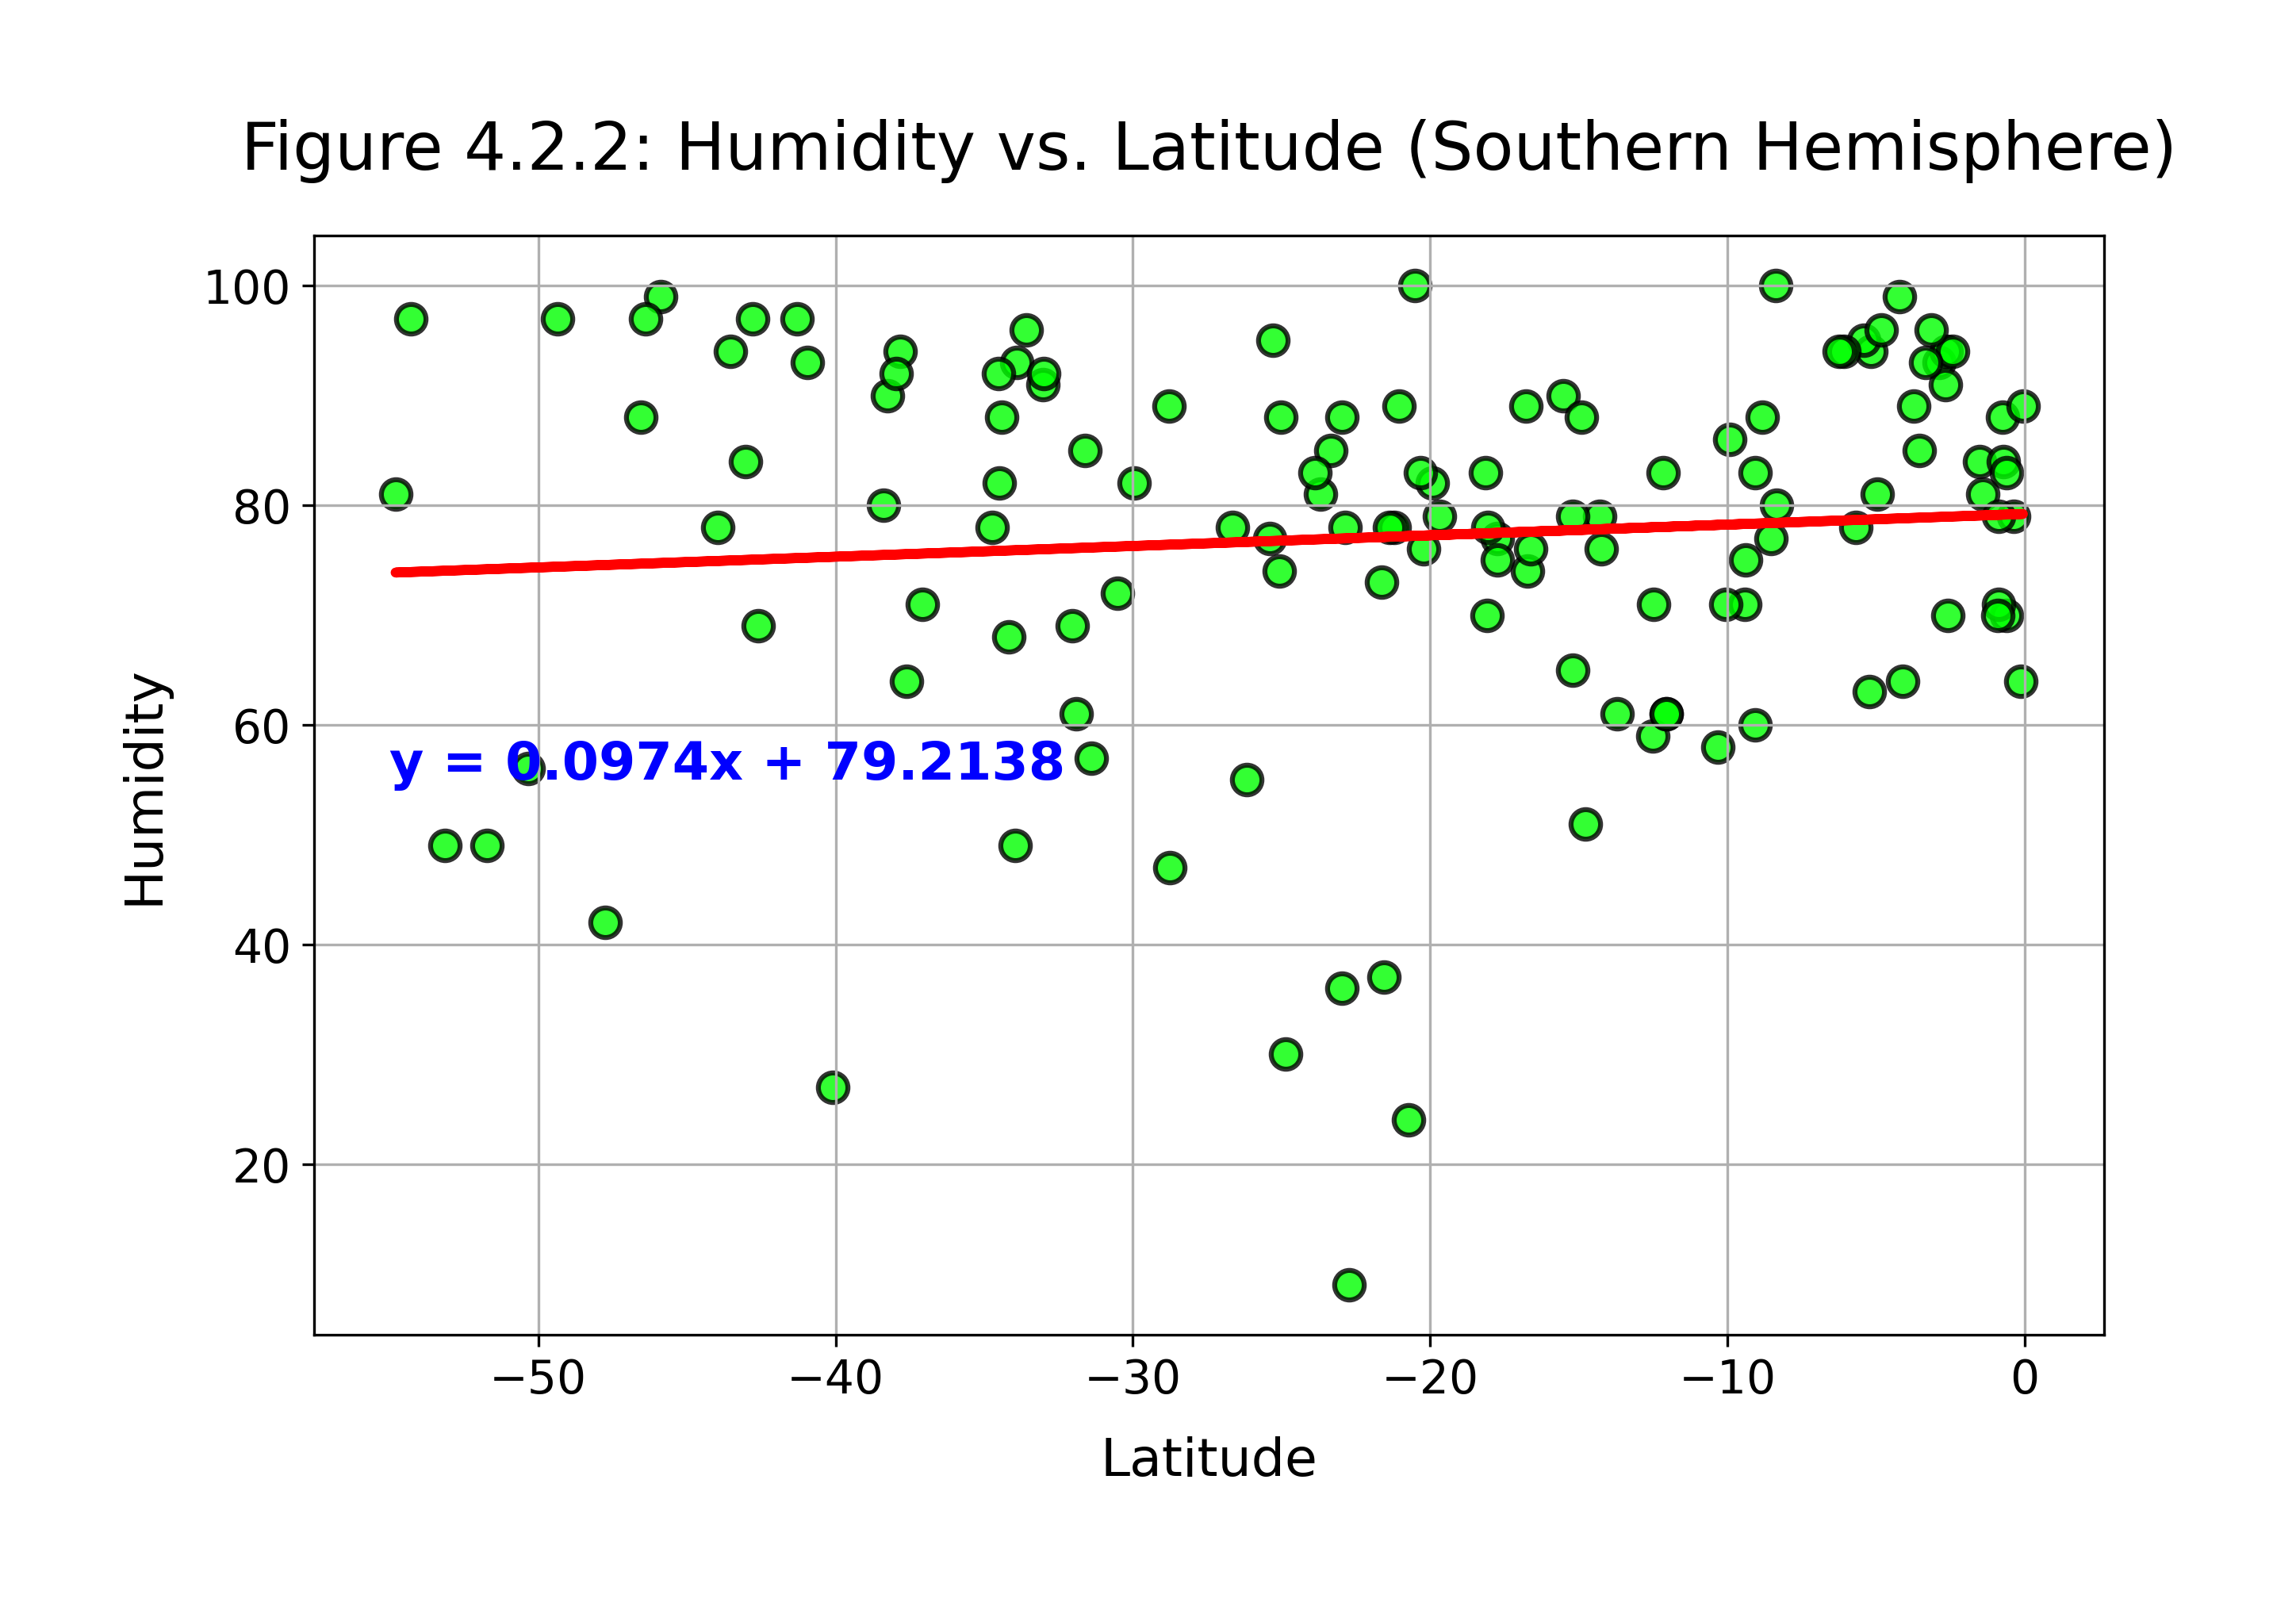 Figure 4.2.2: Humidity vs. Latitude (Southern Hemisphere)
100
80
60
40
20
Humidity
y = 0.0974x + 79.2138
−50 −40 −30 −20 −10 0
Latitude